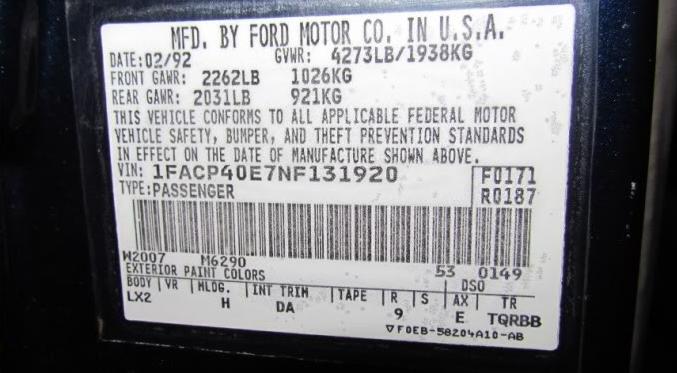 MFD. BY FORD MOTOR CO. IN U.S.A.
DATE: 02/92 GVWR: 4273LB/1938KG
FRONT GAWR: 2262LB 1026KG
REAR GAWR: 2031LB 921KG
THIS VEHICLE CONFORMS TO ALL APPLICABLE FEDERAL MOTOR
VEHICLE SAFETY, BUMPER, AND THEFT PREVENTION STANDARDS
IN EFFECT ON THE DATE OF MANUFACTURE SHOWN ABOVE.
VIN: 1FACP40E7NF131920 F0171
TYPE: PASSENGER R0187
W2007 M6290
EXTERIOR PAINT COLORS 53 0149
BODY VR MLDG. INT TRIM TAPE R S AX TR DSO
LX2 H DA 9 E TQRBB
▽F0EB-58204A10-AB